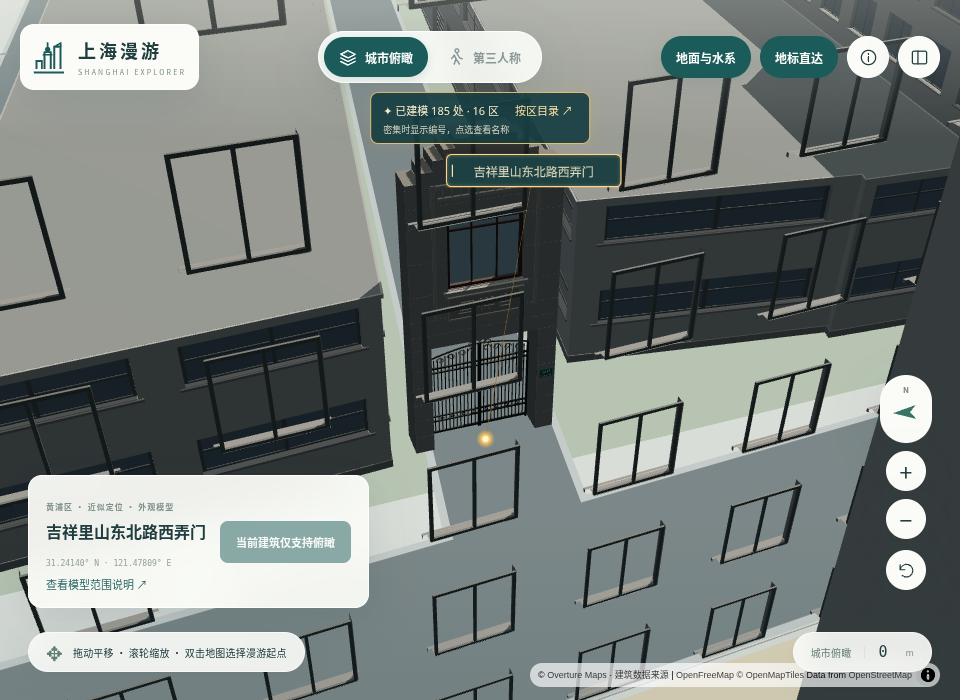 上海漫游
SHANGHAI EXPLORER
城市俯瞰
第三人称
地面与水系
地标直达
✦ 已建模 185 处 · 16 区 按区目录 ↗
密集时显示编号，点选查看名称
吉祥里山东北路西弄门
N
黄浦区 · 近似定位 · 外观模型
吉祥里山东北路西弄门
当前建筑仅支持俯瞰
31.24140° N · 121.47809° E
查看模型范围说明 ↗
拖动平移 · 滚轮缩放 · 双击地图选择漫游起点
城市俯瞰 0 m
© Overture Maps · 建筑数据来源 | OpenFreeMap © OpenMapTiles Data from OpenStreetMap